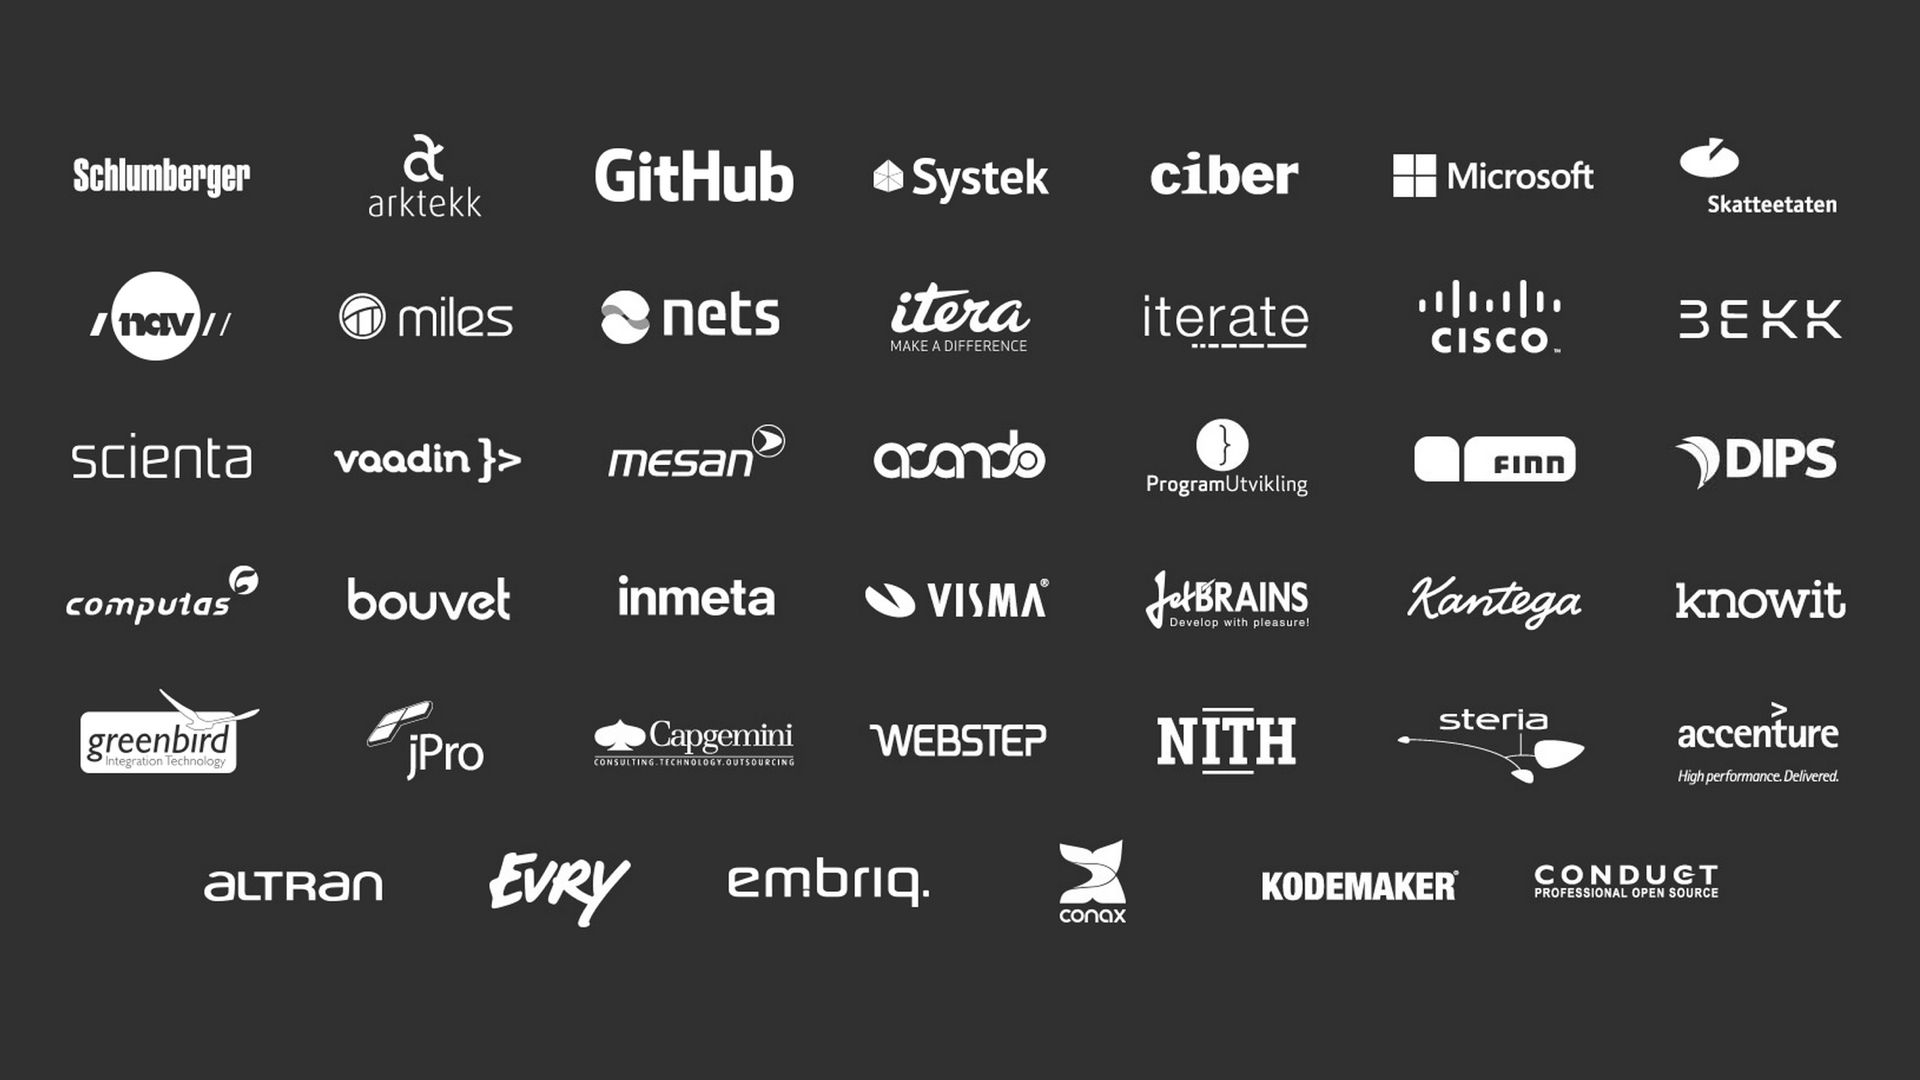 Schlumberger
arktekk
GitHub
Systek
ciber
Microsoft
Skatteetaten
nav
miles
nets
itera
MAKE A DIFFERENCE
iterate
CISCO™
BEKK
scienta
vaadin }>
mesan
acando
}
ProgramUtvikling
FINN
DIPS
computas
bouvet
inmeta
VISMA®
JetBRAINS
Develop with pleasure!
Kantega
knowit
greenbird
Integration Technology
jPro
Capgemini
CONSULTING.TECHNOLOGY.OUTSOURCING
WEBSTEP
NITH
steria
accenture
High performance. Delivered.
ALTRAN
EVRY
embriq.
conax
KODEMAKER®
CONDUCT
PROFESSIONAL OPEN SOURCE